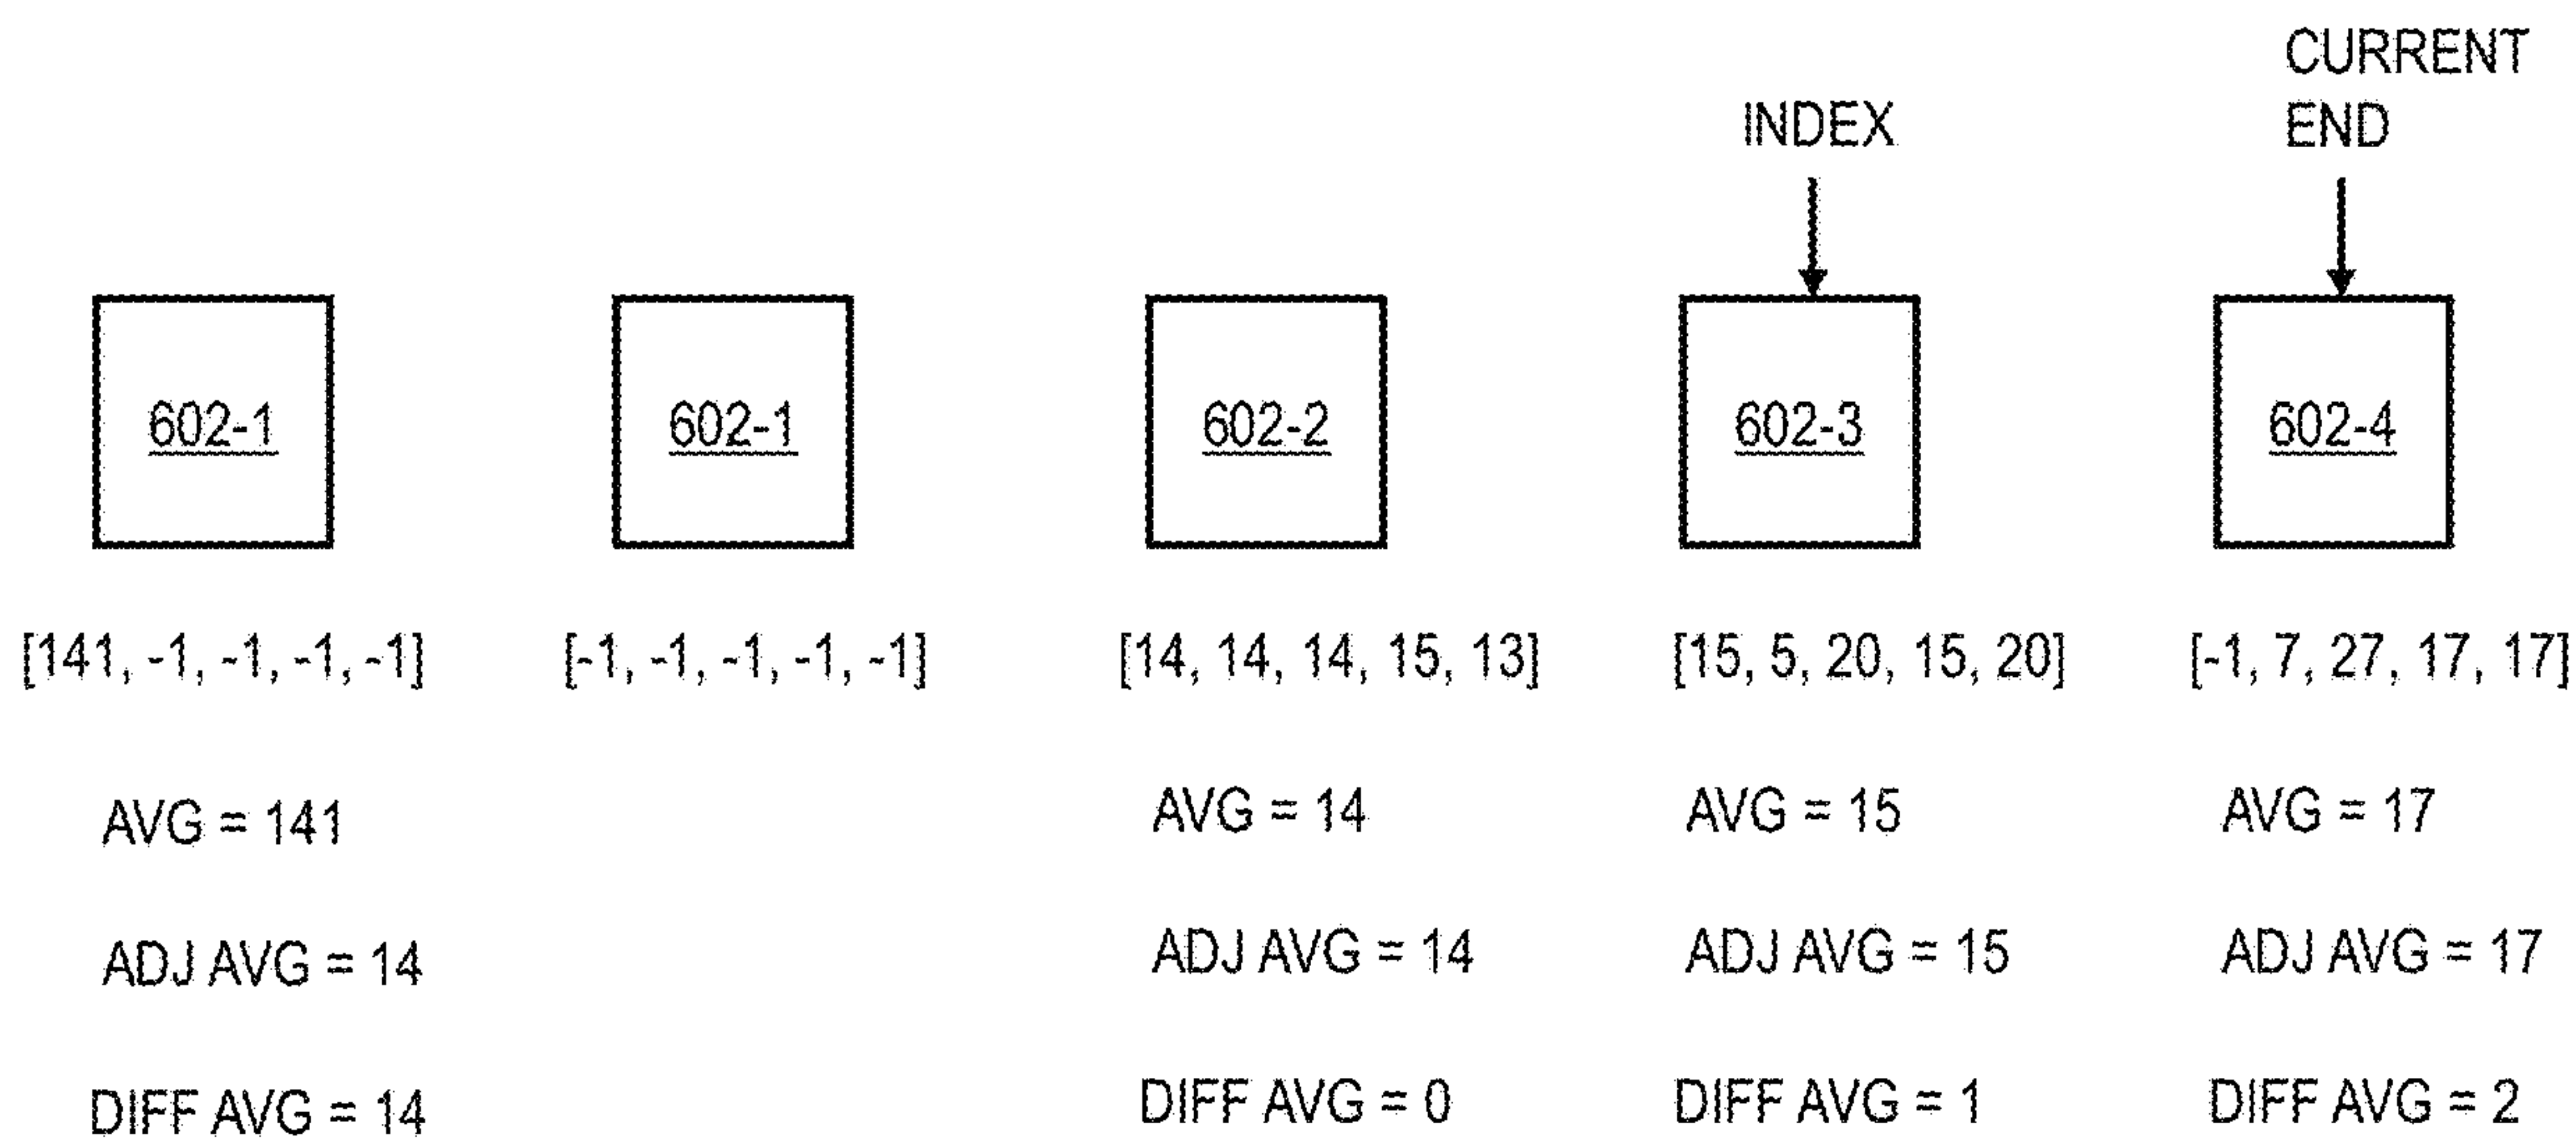 CURRENT
END
INDEX
602-1
602-1
602-2
602-3
602-4
[141, -1, -1, -1, -1]
[-1, -1, -1, -1, -1]
[14, 14, 14, 15, 13]
[15, 5, 20, 15, 20]
[-1, 7, 27, 17, 17]
AVG = 141
AVG = 14
AVG = 15
AVG = 17
ADJ AVG = 14
ADJ AVG = 14
ADJ AVG = 15
ADJ AVG = 17
DIFF AVG = 14
DIFF AVG = 0
DIFF AVG = 1
DIFF AVG = 2